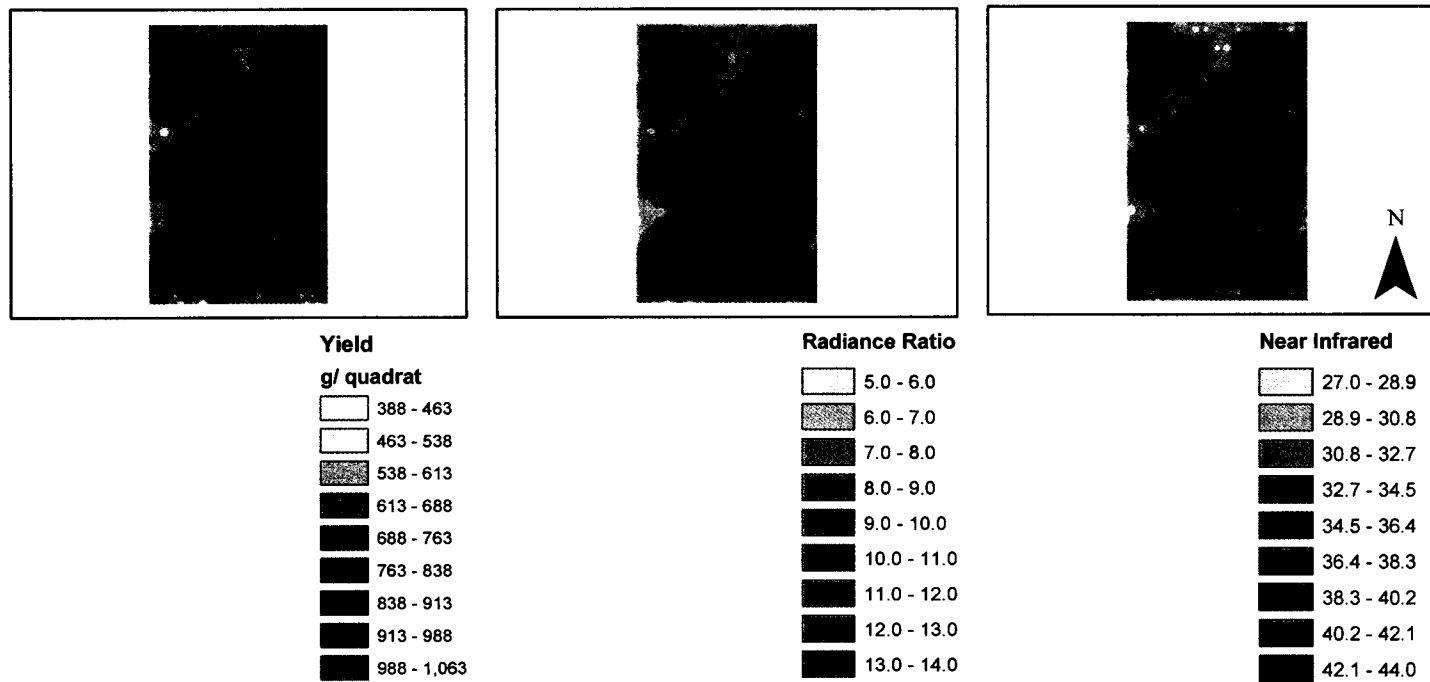 N
Yield
g/ quadrat
388 - 463
463 - 538
538 - 613
613 - 688
688 - 763
763 - 838
838 - 913
913 - 988
988 - 1,063
Radiance Ratio
5.0 - 6.0
6.0 - 7.0
7.0 - 8.0
8.0 - 9.0
9.0 - 10.0
10.0 - 11.0
11.0 - 12.0
12.0 - 13.0
13.0 - 14.0
Near Infrared
27.0 - 28.9
28.9 - 30.8
30.8 - 32.7
32.7 - 34.5
34.5 - 36.4
36.4 - 38.3
38.3 - 40.2
40.2 - 42.1
42.1 - 44.0